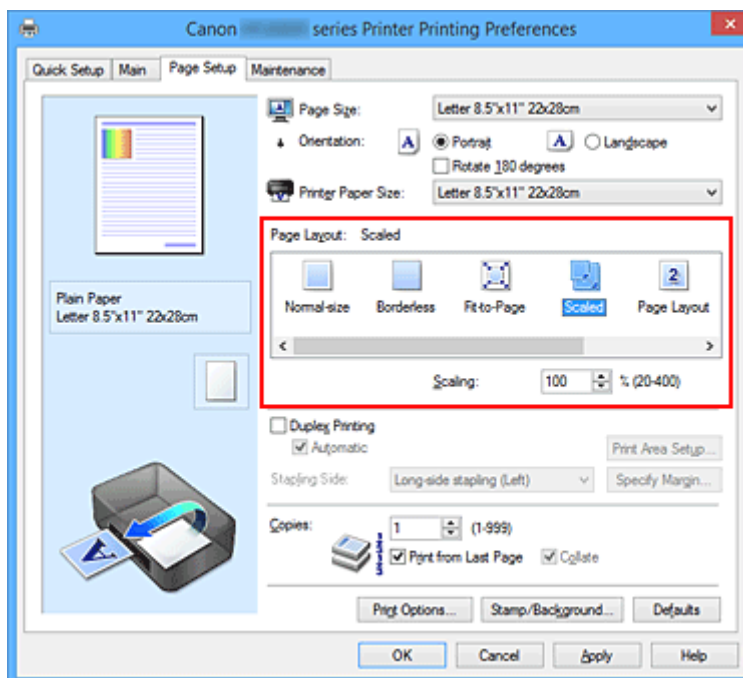 Canon series Printer Printing Preferences
Quick Setup Main Page Setup Maintenance
Page Size: Letter 8.5"x11" 22x28cm
Orientation: A Portrait A Landscape
Rotate 180 degrees
Printer Paper Size: Letter 8.5"x11" 22x28cm
Page Layout: Scaled
Normal-size Borderless Fit-to-Page Scaled 2 Page Layout
Scaling: 100 % (20-400)
Plain Paper
Letter 8.5"x11" 22x28cm
Duplex Printing
Automatic Print Area Setup...
Stapling Side: Long-side stapling (Left) Specify Margin...
Copies: 1 (1-999)
Print from Last Page Collate
A
Print Options... Stamp/Background... Defaults
OK Cancel Apply Help